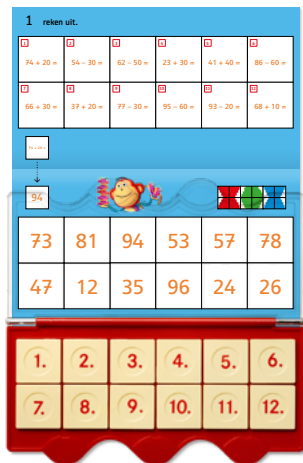 1 reken uit.
1 2 3 4 5 6
74 + 20 = 54 – 30 = 62 – 50 = 23 + 30 = 41 + 40 = 86 – 60 =
7 8 9 10 11 12
66 + 30 = 37 + 20 = 77 – 30 = 95 – 60 = 93 – 20 = 68 + 10 =
74 + 20 =
94
73 81 94 53 57 78
47 12 35 96 24 26
1. 2. 3. 4. 5. 6.
7. 8. 9. 10. 11. 12.